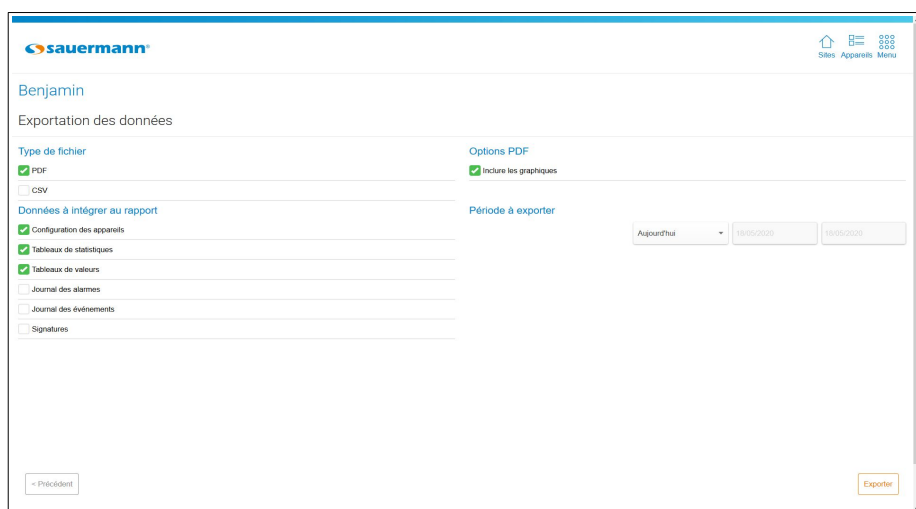 sauermann®
Sites Appareils Menu
Benjamin
Exportation des données
Type de fichier
PDF
CSV
Options PDF
Inclure les graphiques
Données à intégrer au rapport
Configuration des appareils
Tableaux de statistiques
Tableaux de valeurs
Journal des alarmes
Journal des événements
Signatures
Période à exporter
Aujourd'hui 18/05/2020 18/05/2020
< Précédent
Exporter